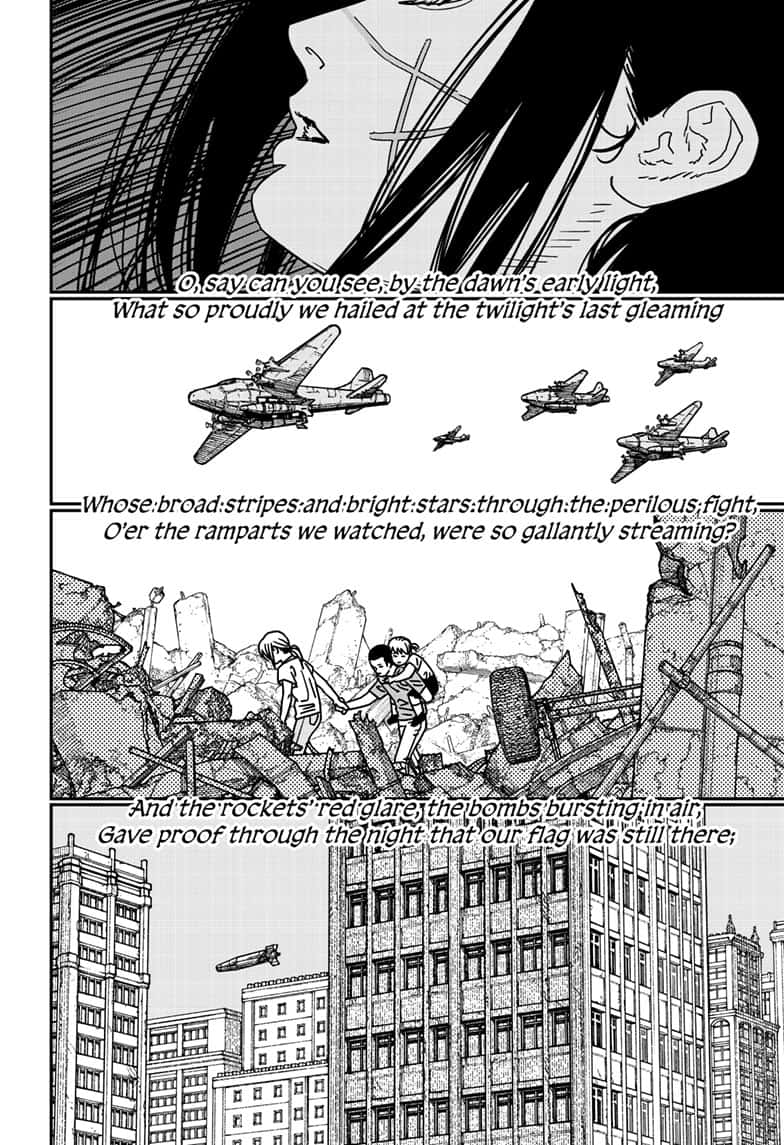 O, say can you see, by the dawn's early light,
What so proudly we hailed at the twilight's last gleaming
Whose broad stripes and bright stars through the perilous fight,
O'er the ramparts we watched, were so gallantly streaming?
And the rockets' red glare, the bombs bursting in air,
Gave proof through the night that our flag was still there;